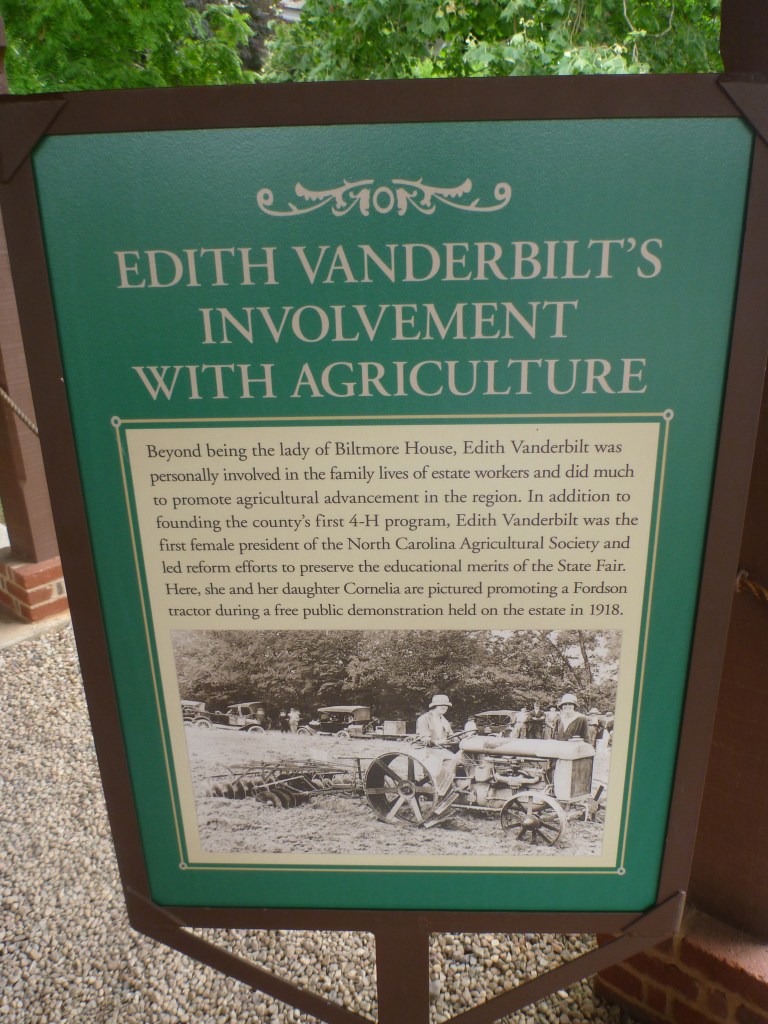 EDITH VANDERBILT'S
INVOLVEMENT
WITH AGRICULTURE
Beyond being the lady of Biltmore House, Edith Vanderbilt was
personally involved in the family lives of estate workers and did much
to promote agricultural advancement in the region. In addition to
founding the county's first 4-H program, Edith Vanderbilt was the
first female president of the North Carolina Agricultural Society and
led reform efforts to preserve the educational merits of the State Fair.
Here, she and her daughter Cornelia are pictured promoting a Fordson
tractor during a free public demonstration held on the estate in 1918.